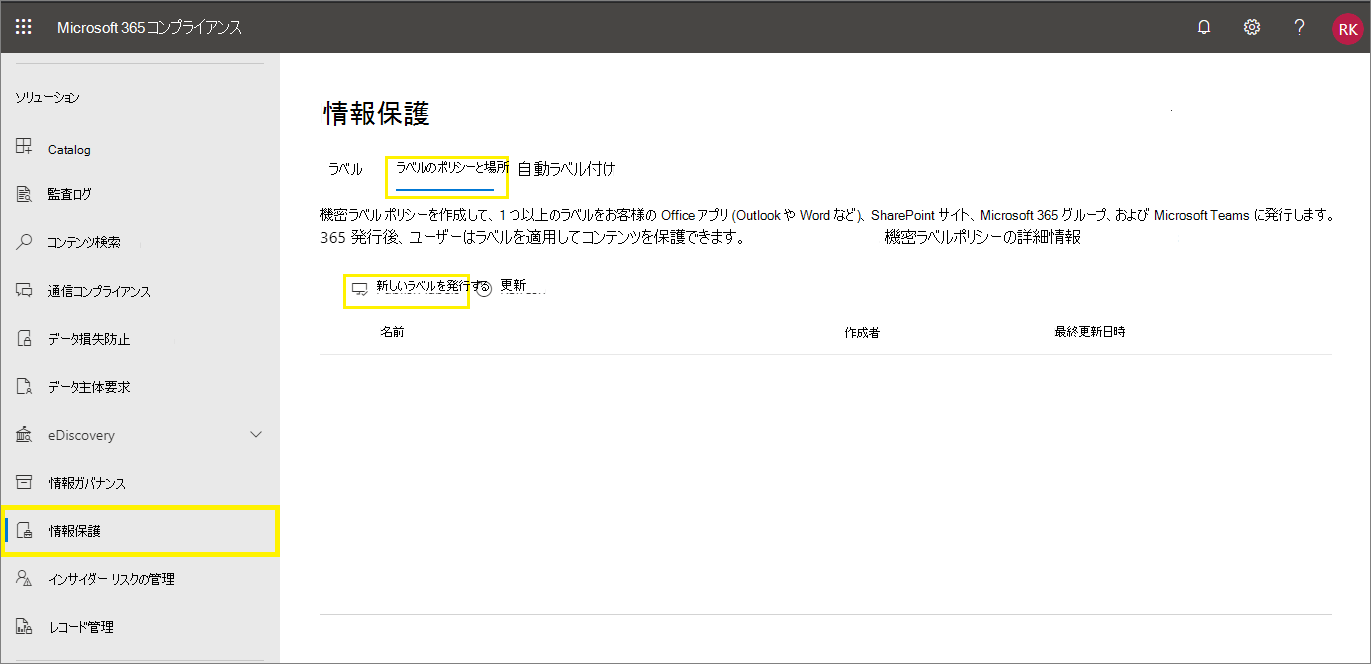 Microsoft 365コンプライアンス
RK
ソリューション
Catalog
監査ログ
コンテンツ検索
通信コンプライアンス
データ損失防止
データ主体要求
eDiscovery
情報ガバナンス
情報保護
インサイダー リスクの管理
レコード管理
情報保護
ラベル ラベルのポリシーと場所 自動ラベル付け
機密ラベル ポリシーを作成して、1 つ以上のラベルをお客様の Office アプリ (Outlook や Word など)、SharePoint サイト、Microsoft 365 グループ、および Microsoft Teams に発行します。
365 発行後、ユーザーはラベルを適用してコンテンツを保護できます。 機密ラベルポリシーの詳細情報
新しいラベルを発行する 更新
名前 作成者 最終更新日時